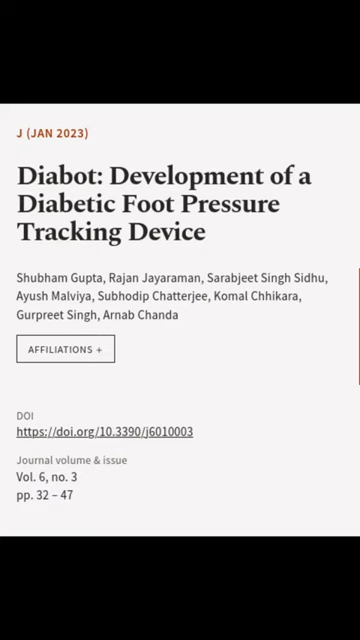 J (JAN 2023)
Diabot: Development of a
Diabetic Foot Pressure
Tracking Device
Shubham Gupta, Rajan Jayaraman, Sarabjeet Singh Sidhu,
Ayush Malviya, Subhodip Chatterjee, Komal Chhikara,
Gurpreet Singh, Arnab Chanda
AFFILIATIONS +
DOI
https://doi.org/10.3390/j6010003
Journal volume & issue
Vol. 6, no. 3
pp. 32 – 47